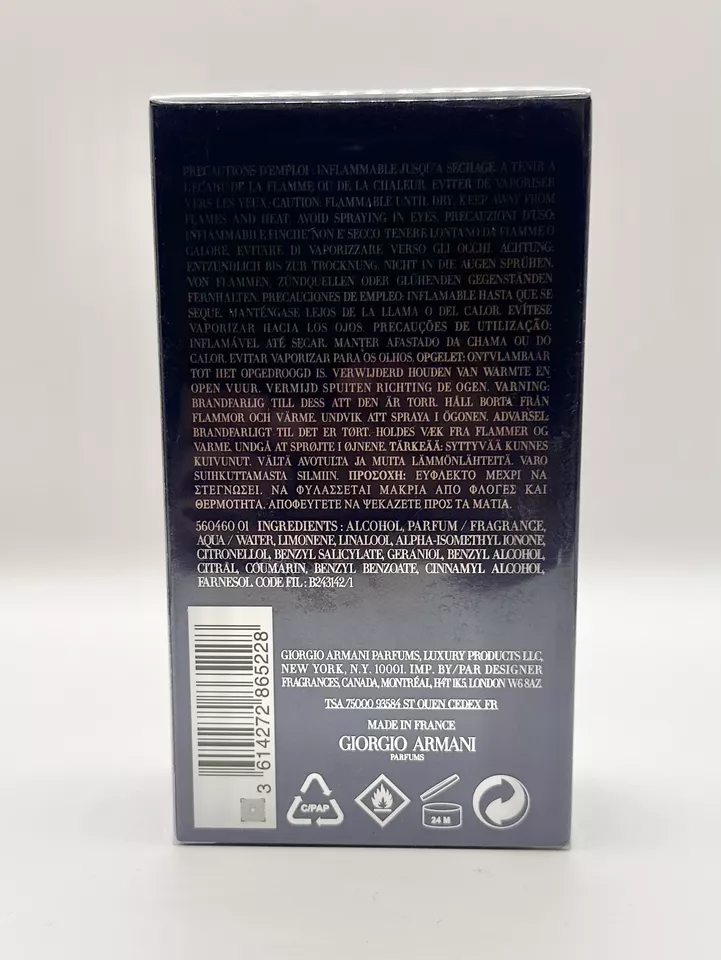 PRECAUTIONS D'EMPLOI : INFLAMMABLE JUSQU'A SECHAGE. A TENIR A
L'ECART DE LA FLAMME OU DE LA CHALEUR. EVITER DE VAPORISER
VERS LES YEUX. CAUTION: FLAMMABLE UNTIL DRY. KEEP AWAY FROM
FLAMES AND HEAT. AVOID SPRAYING IN EYES. PRECAUZIONI D'USO:
INFIAMMABILE FINCHE' NON E' SECCO. TENERE LONTANO DA FIAMME O
CALORE. EVITARE DI VAPORIZZARE VERSO GLI OCCHI. ACHTUNG:
ENTZÜNDLICH BIS ZUR TROCKNUNG. NICHT IN DIE AUGEN SPRÜHEN.
VON FLAMMEN, ZÜNDQUELLEN ODER GLÜHENDEN GEGENSTÄNDEN
FERNHALTEN. PRECAUCIONES DE EMPLEO: INFLAMABLE HASTA QUE SE
SEQUE. MANTÉNGASE LEJOS DE LA LLAMA O DEL CALOR. EVÍTESE
VAPORIZAR HACIA LOS OJOS. PRECAUÇÕES DE UTILIZAÇÃO:
INFLAMÁVEL ATÉ SECAR. MANTER AFASTADO DA CHAMA OU DO
CALOR. EVITAR VAPORIZAR PARA OS OLHOS. OPGELET: ONTVLAMBAAR
TOT HET OPGEDROOGD IS. VERWIJDERD HOUDEN VAN WARMTE EN
OPEN VUUR. VERMIJD SPUITEN RICHTING DE OGEN. VARNING:
BRANDFARLIG TILL DESS ATT DEN ÄR TORR. HÅLL BORTA FRÅN
FLAMMOR OCH VÄRME. UNDVIK ATT SPRAYA I ÖGONEN. ADVARSEL:
BRANDFARLIGT TIL DET ER TØRT. HOLDES VÆK FRA FLAMMER OG
VARME. UNDGÅ AT SPRØJTE I ØJNENE. TÄRKEÄÄ: SYTTYVÄÄ KUNNES
KUIVUNUT. VÄLTÄ AVOTULTA JA MUITA LÄMMÖNLÄHTEITÄ. VARO
SUIHKUTTAMASTA SILMIIN. ΠΡΟΣΟΧΗ: ΕΥΦΛΕΚΤΟ ΜΕΧΡΙ ΝΑ
ΣΤΕΓΝΩΣΕΙ. ΝΑ ΦΥΛΑΣΣΕΤΑΙ ΜΑΚΡΙΑ ΑΠΟ ΦΛΟΓΕΣ ΚΑΙ
ΘΕΡΜΟΤΗΤΑ. ΑΠΟΦΕΥΓΕΤΕ ΝΑ ΨΕΚΑΖΕΤΕ ΠΡΟΣ ΤΑ ΜΑΤΙΑ.
560460 01 INGREDIENTS : ALCOHOL, PARFUM / FRAGRANCE,
AQUA / WATER, LIMONENE, LINALOOL, ALPHA-ISOMETHYL IONONE,
CITRONELLOL, BENZYL SALICYLATE, GERANIOL, BENZYL ALCOHOL,
CITRAL, COUMARIN, BENZYL BENZOATE, CINNAMYL ALCOHOL,
FARNESOL. CODE FIL : B243142/1
3 614272 865228
GIORGIO ARMANI PARFUMS, LUXURY PRODUCTS LLC,
NEW YORK, N.Y. 10001. IMP. BY/PAR DESIGNER
FRAGRANCES, CANADA, MONTRÉAL, H4T 1K5. LONDON W6 8AZ
TSA 75000 93584 ST OUEN CEDEX FR
MADE IN FRANCE
GIORGIO ARMANI
PARFUMS
C/PAP
24 M